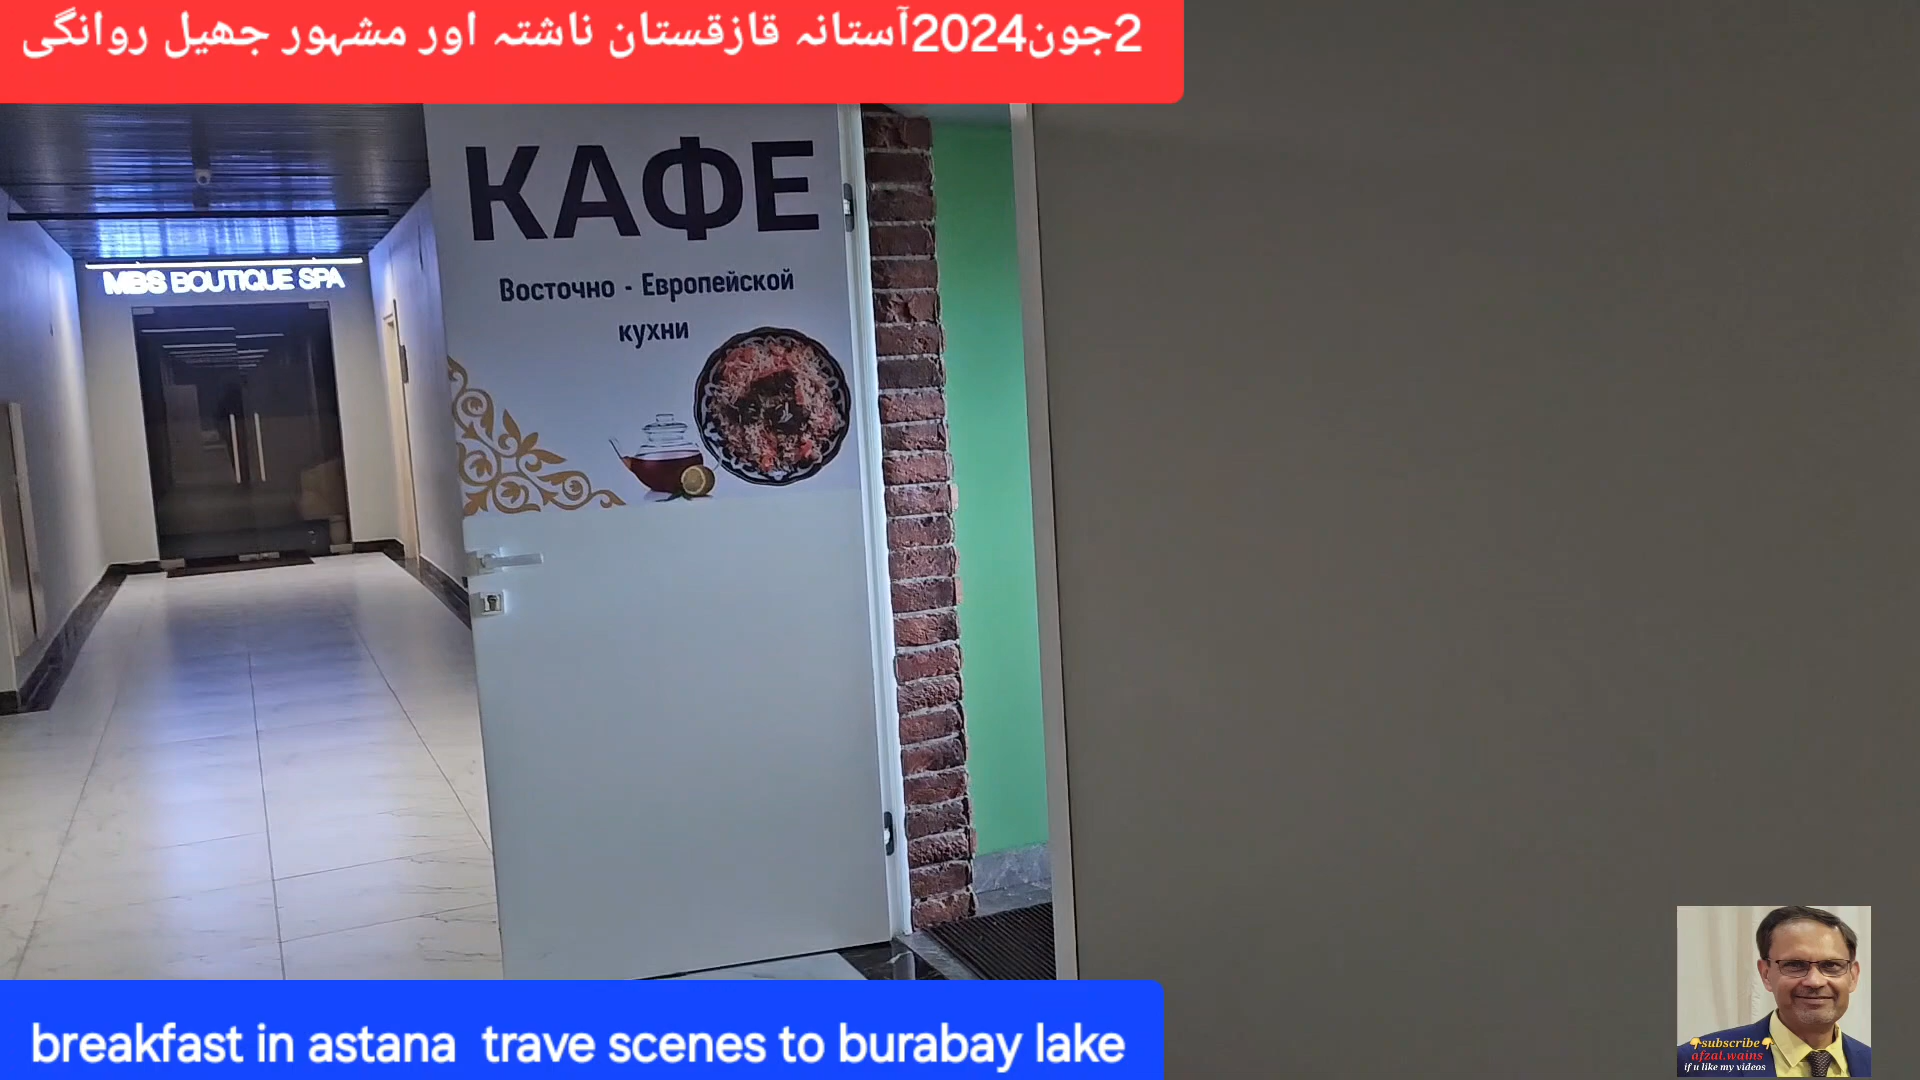 2جون2024آستانہ قازقستان ناشتہ اور مشہور جھیل روانگی
КАФЕ
Восточно - Европейской
кухни
MBS BOUTIQUE SPA
breakfast in astana trave scenes to burabay lake
👇subscribe👇
afzal.wains
if u like my videos